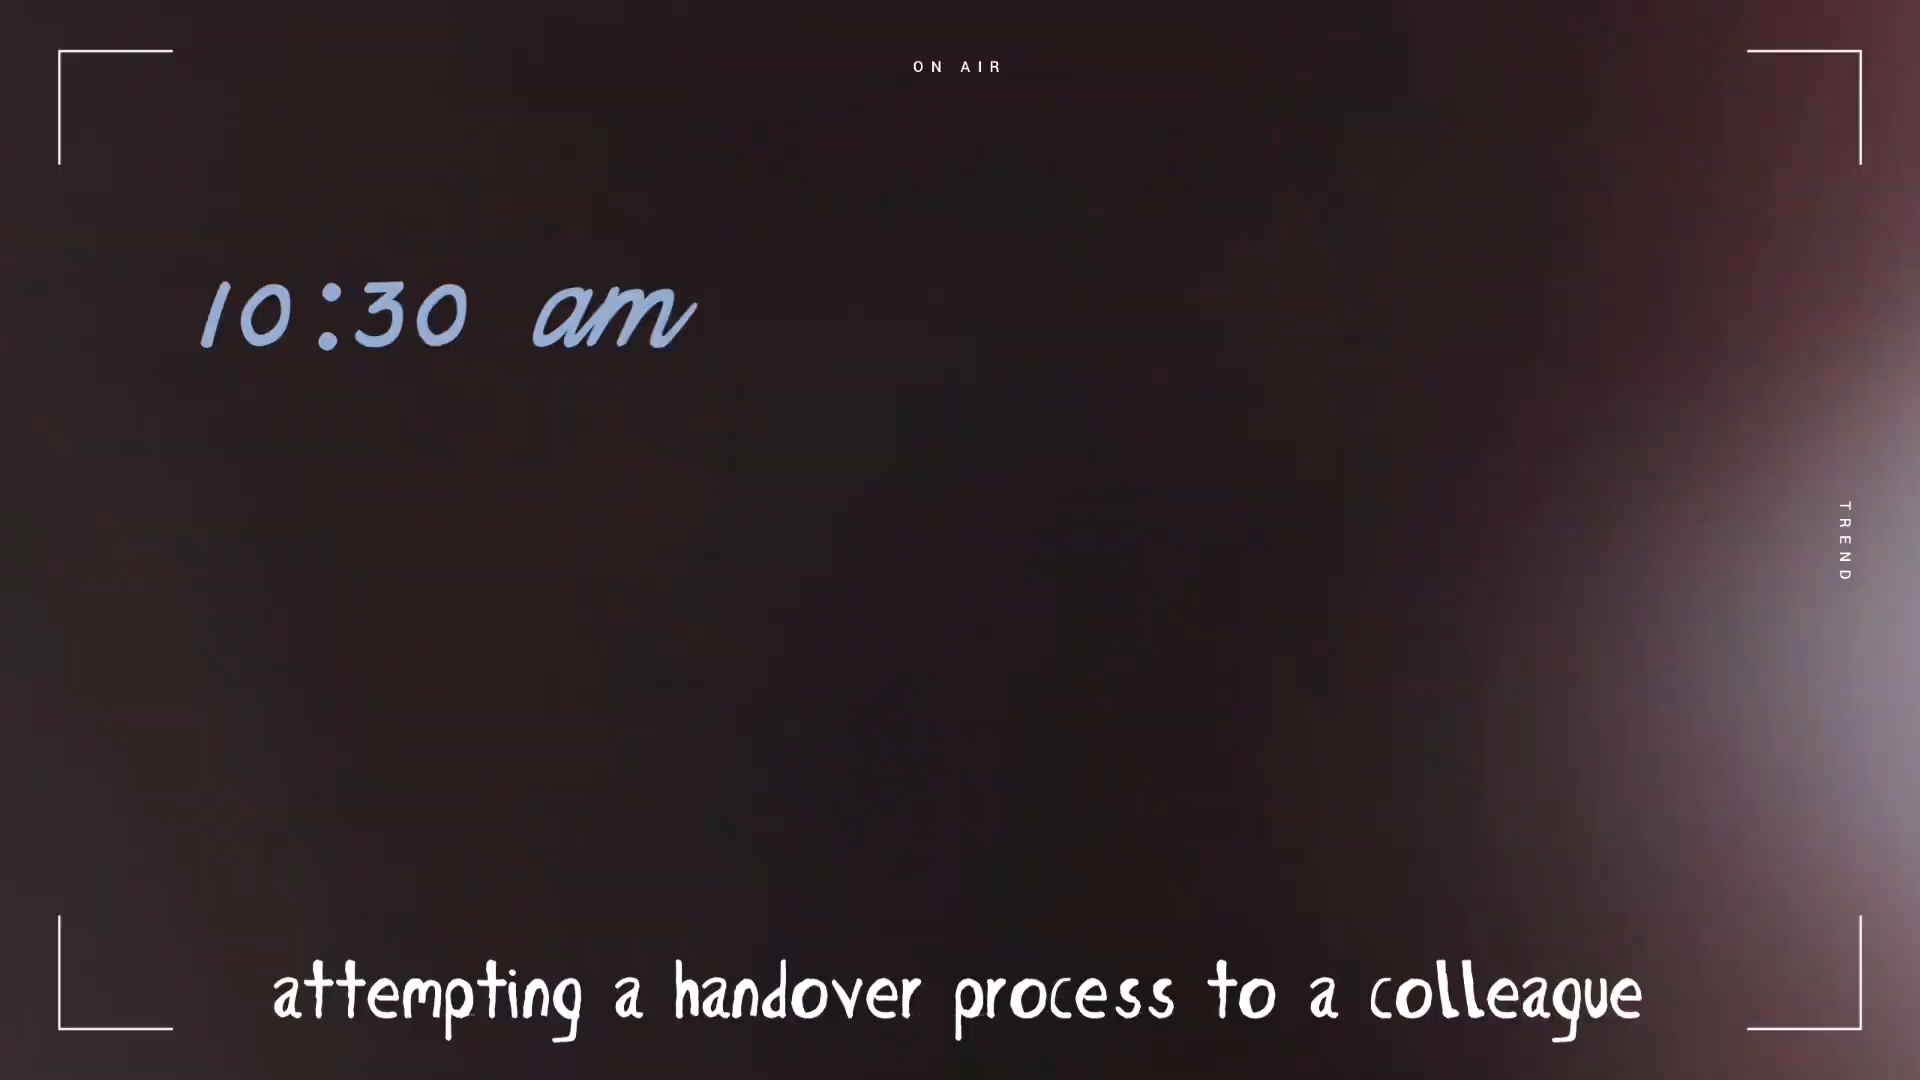 ON AIR
10:30 am
TREND
attempting a handover process to a colleague